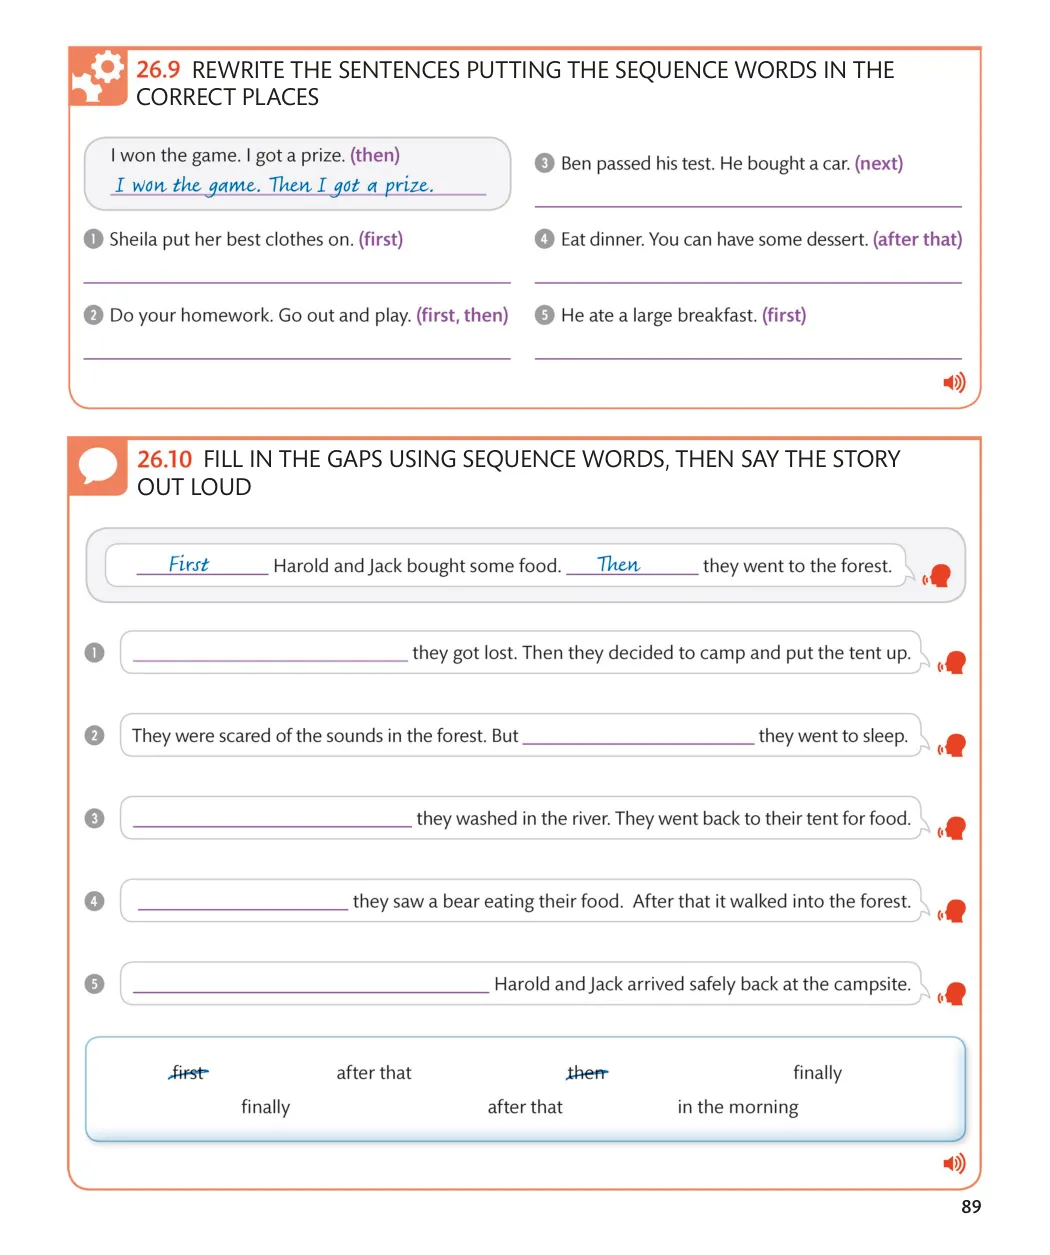 26.9 REWRITE THE SENTENCES PUTTING THE SEQUENCE WORDS IN THE
CORRECT PLACES
I won the game. I got a prize. (then)
I won the game. Then I got a prize.
1 Sheila put her best clothes on. (first)
2 Do your homework. Go out and play. (first, then)
3 Ben passed his test. He bought a car. (next)
4 Eat dinner. You can have some dessert. (after that)
5 He ate a large breakfast. (first)
26.10 FILL IN THE GAPS USING SEQUENCE WORDS, THEN SAY THE STORY
OUT LOUD
First Harold and Jack bought some food. Then they went to the forest.
1 they got lost. Then they decided to camp and put the tent up.
2 They were scared of the sounds in the forest. But they went to sleep.
3 they washed in the river. They went back to their tent for food.
4 they saw a bear eating their food. After that it walked into the forest.
5 Harold and Jack arrived safely back at the campsite.
first after that then finally
finally after that in the morning
89